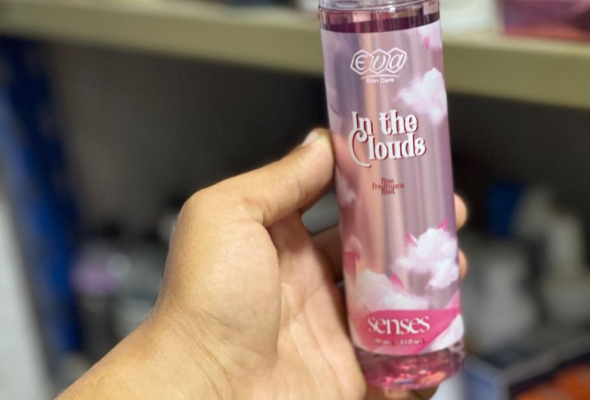 Eva
Skin Care
In the
Clouds
fine
fragrance
mist
senses